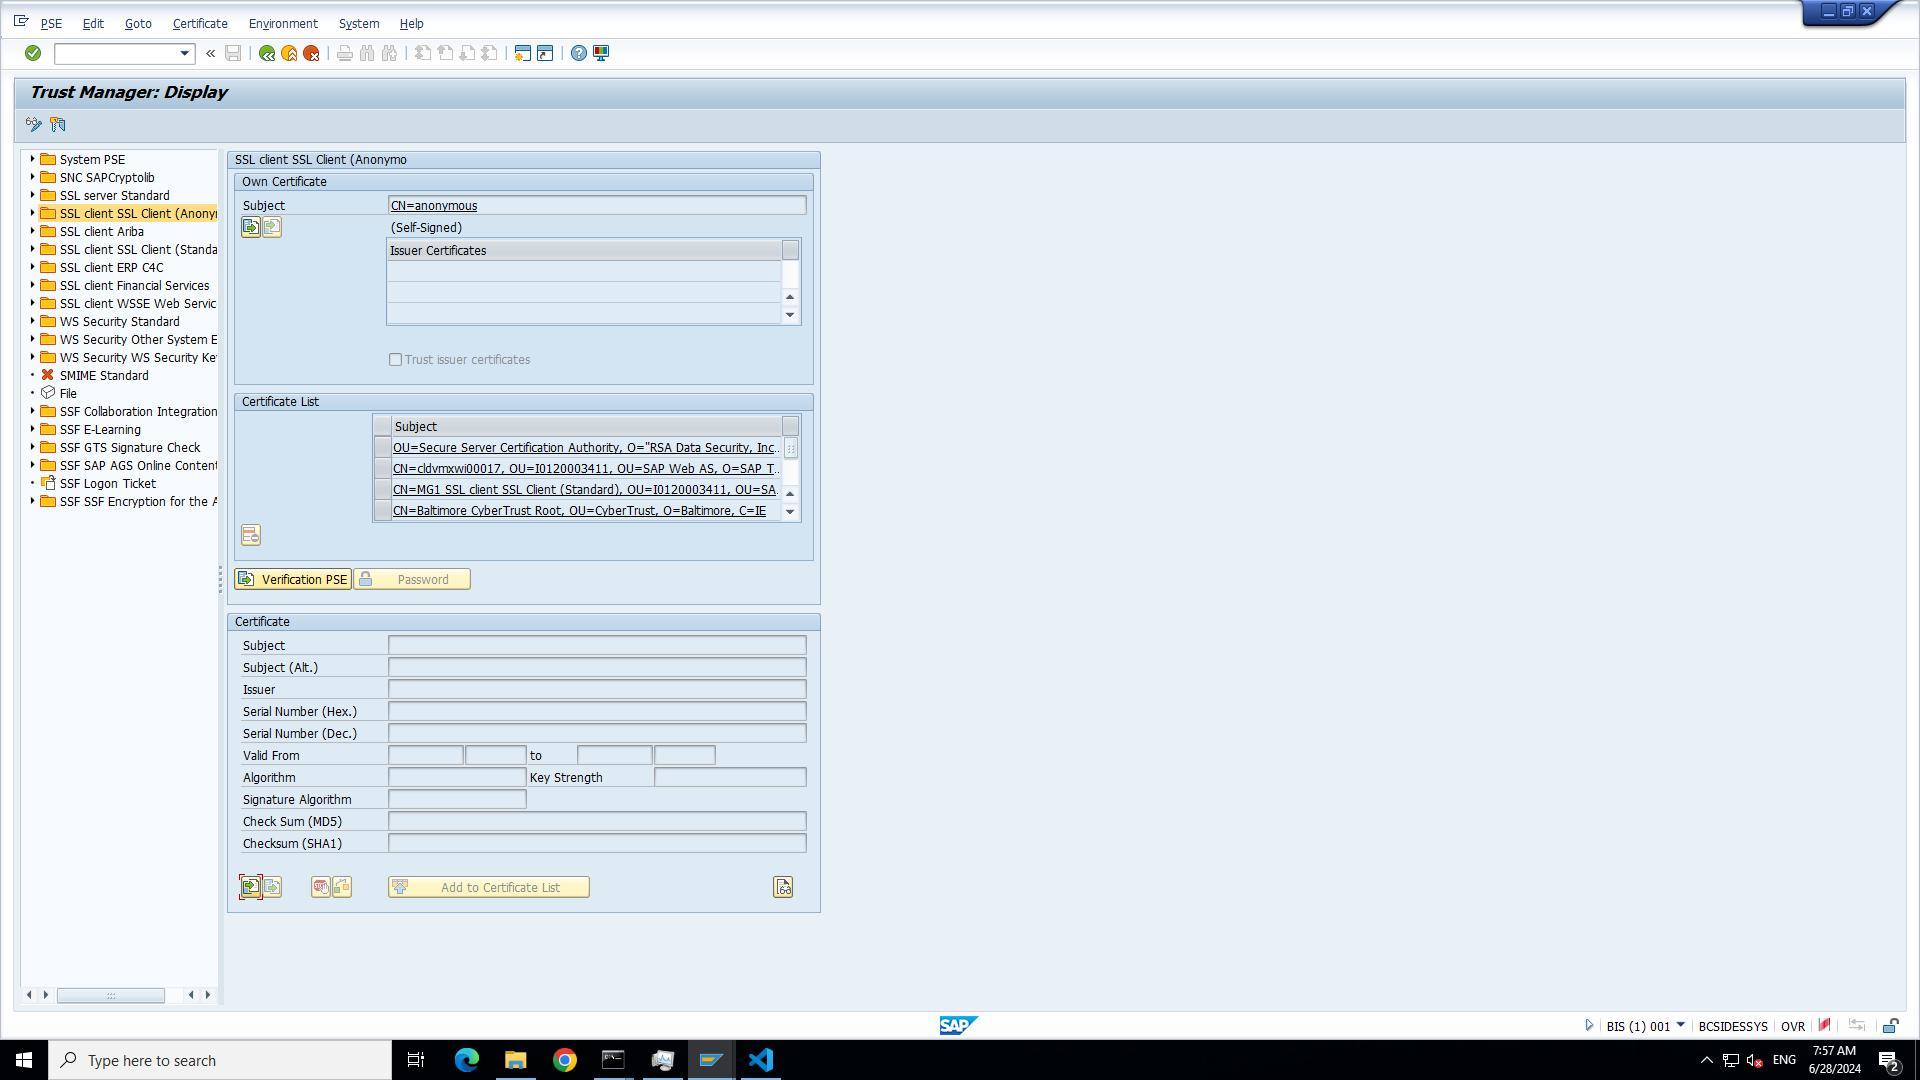 PSE Edit Goto Certificate Environment System Help
Trust Manager: Display
System PSE
SNC SAPCryptolib
SSL server Standard
SSL client SSL Client (Anonyr
SSL client Ariba
SSL client SSL Client (Standa
SSL client ERP C4C
SSL client Financial Services
SSL client WSSE Web Servic
WS Security Standard
WS Security Other System E
WS Security WS Security Ke
SMIME Standard
File
SSF Collaboration Integration
SSF E-Learning
SSF GTS Signature Check
SSF SAP AGS Online Content
SSF Logon Ticket
SSF SSF Encryption for the A
SSL client SSL Client (Anonymo
Own Certificate
Subject CN=anonymous
(Self-Signed)
Issuer Certificates
Trust issuer certificates
Certificate List
Subject
OU=Secure Server Certification Authority, O="RSA Data Security, Inc..
CN=cldvmxwi00017, OU=I0120003411, OU=SAP Web AS, O=SAP T..
CN=MG1 SSL client SSL Client (Standard), OU=I0120003411, OU=SA.
CN=Baltimore CyberTrust Root, OU=CyberTrust, O=Baltimore, C=IE
Verification PSE Password
Certificate
Subject
Subject (Alt.)
Issuer
Serial Number (Hex.)
Serial Number (Dec.)
Valid From to
Algorithm Key Strength
Signature Algorithm
Check Sum (MD5)
Checksum (SHA1)
Add to Certificate List
SAP
BIS (1) 001 BCSIDESSYS OVR
Type here to search
ENG
7:57 AM
6/28/2024
2